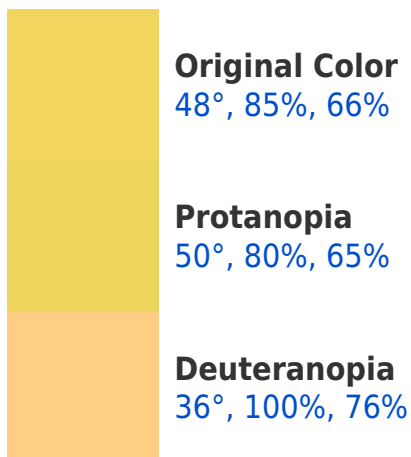 Original Color
48°, 85%, 66%
Protanopia
50°, 80%, 65%
Deuteranopia
36°, 100%, 76%